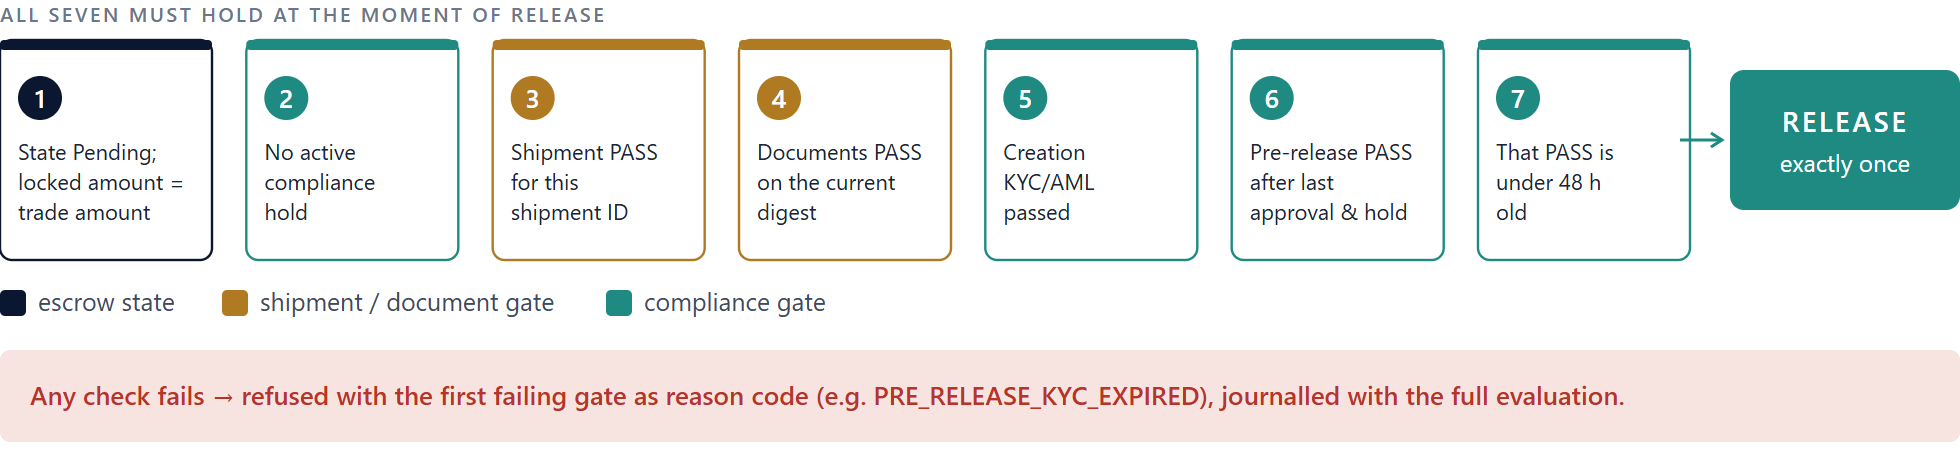 ALL SEVEN MUST HOLD AT THE MOMENT OF RELEASE
1
State Pending;
locked amount =
trade amount
2
No active
compliance
hold
3
Shipment PASS
for this
shipment ID
4
Documents PASS
on the current
digest
5
Creation
KYC/AML
passed
6
Pre-release PASS
after last
approval & hold
7
That PASS is
under 48 h
old
RELEASE
exactly once
escrow state
shipment / document gate
compliance gate
Any check fails → refused with the first failing gate as reason code (e.g. PRE_RELEASE_KYC_EXPIRED), journalled with the full evaluation.